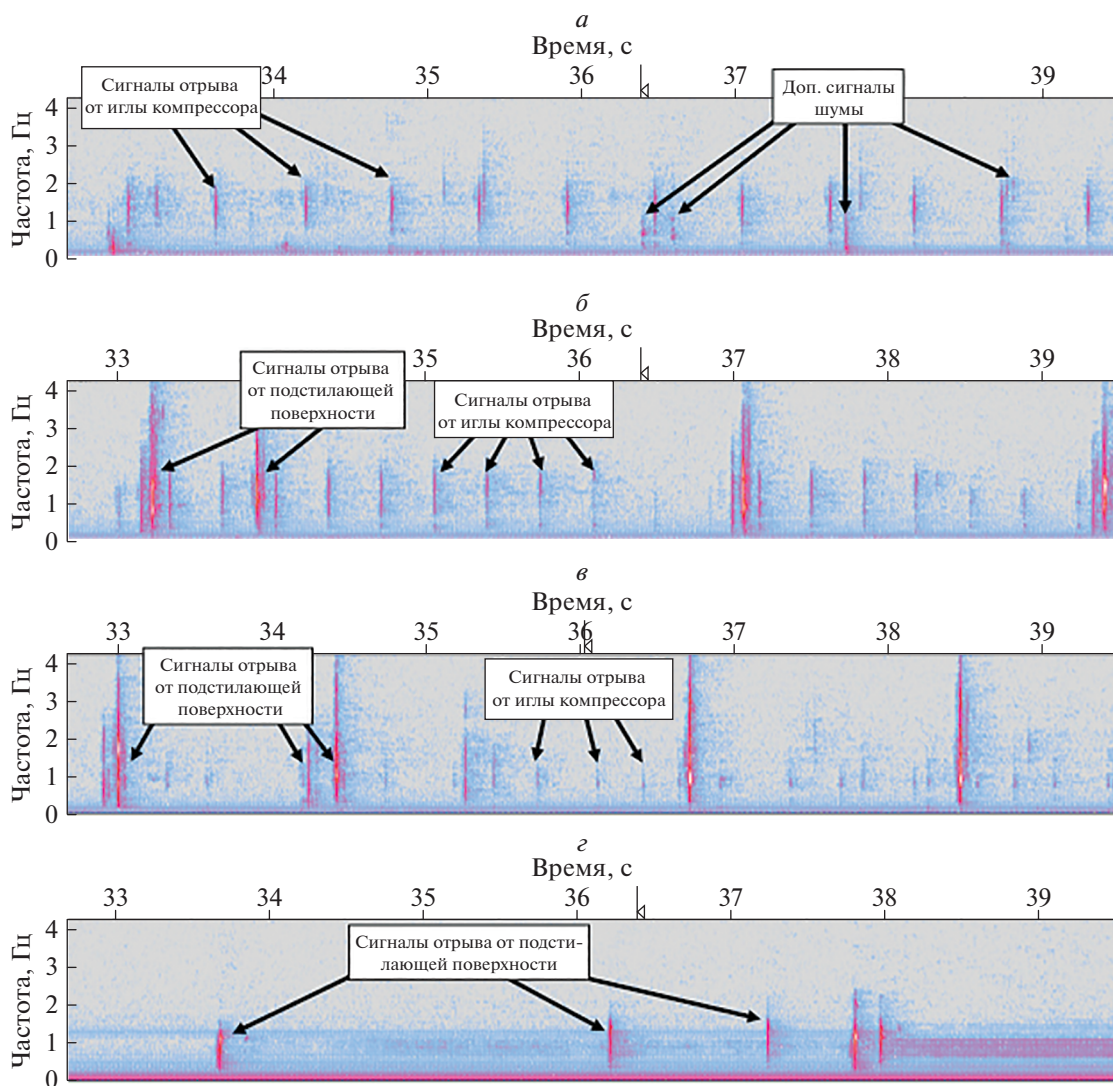 а
Время, с
34 35 36 37 39
Сигналы отрыва
от иглы компрессора
Доп. сигналы
шумы
Частота, Гц
4
3
2
1
0
б
Время, с
33 35 36 37 38 39
Сигналы отрыва
от подстилающей
поверхности
Сигналы отрыва
от иглы компрессора
Частота, Гц
4
3
2
1
0
в
Время, с
33 34 35 36 37 38 39
Сигналы отрыва
от подстилающей
поверхности
Сигналы отрыва
от иглы компрессора
Частота, Гц
4
3
2
1
0
г
Время, с
33 34 35 36 37 38 39
Сигналы отрыва от подсти-
лающей поверхности
Частота, Гц
4
3
2
1
0